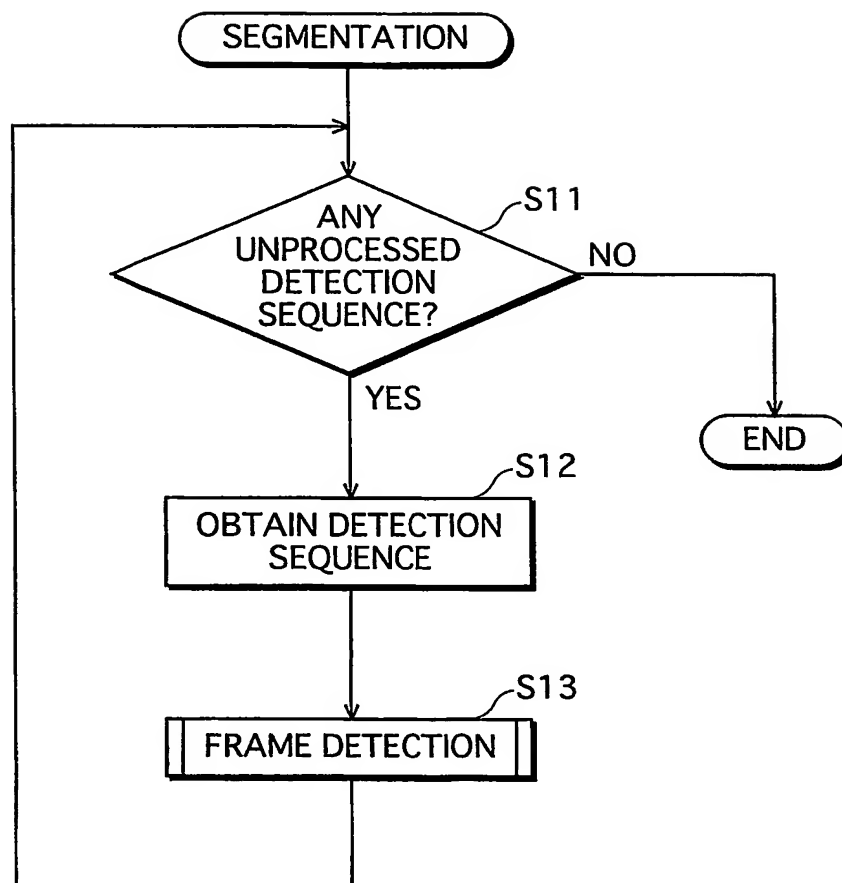 SEGMENTATION
S11
ANY
UNPROCESSED
DETECTION
SEQUENCE?
NO
YES
END
S12
OBTAIN DETECTION
SEQUENCE
S13
FRAME DETECTION